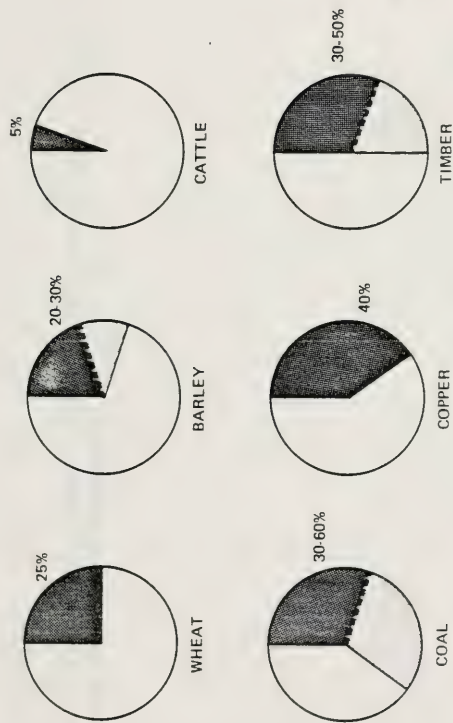 25%
WHEAT
20-30%
BARLEY
5%
CATTLE
30-60%
COAL
40%
COPPER
30-50%
TIMBER